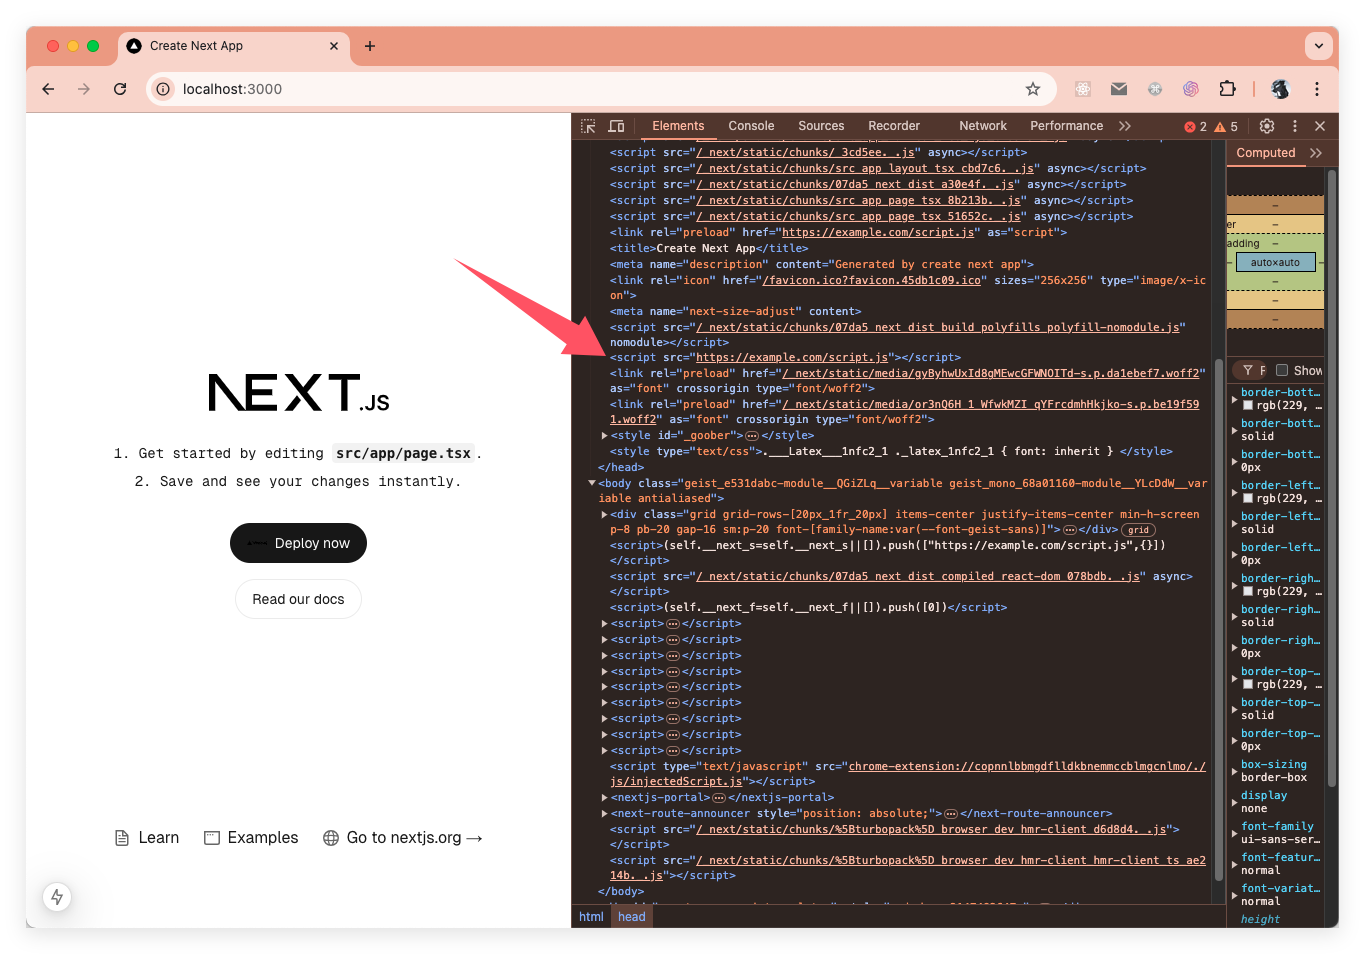 Create Next App
localhost:3000
Elements
Console
Sources
Recorder
Network
Performance
2
5
<script src="/_next/static/chunks/_3cd5ee._.js" async></script>
<script src="/_next/static/chunks/src_app_layout_tsx_cbd7c6._.js" async></script>
<script src="/_next/static/chunks/07da5_next_dist_a30e4f._.js" async></script>
<script src="/_next/static/chunks/src_app_page_tsx_8b213b._.js" async></script>
<script src="/_next/static/chunks/src_app_page_tsx_51652c._.js" async></script>
<link rel="preload" href="https://example.com/script.js" as="script">
<title>Create Next App</title>
<meta name="description" content="Generated by create next app">
<link rel="icon" href="/favicon.ico?favicon.45db1c09.ico" sizes="256x256" type="image/x-ic
on">
<meta name="next-size-adjust" content>
<script src="/_next/static/chunks/07da5_next_dist_build_polyfills_polyfill-nomodule.js"
nomodule></script>
<script src="https://example.com/script.js"></script>
<link rel="preload" href="/_next/static/media/gyByhwUxId8gMEwcGFWNOITd-s.p.da1ebef7.woff2"
as="font" crossorigin type="font/woff2">
<link rel="preload" href="/_next/static/media/or3nQ6H_1_WfwkMZI_qYFrcdmhHkjko-s.p.be19f59
1.woff2" as="font" crossorigin type="font/woff2">
<style id="_goober">…</style>
<style type="text/css">.___Latex___1nfc2_1 ._latex_1nfc2_1 { font: inherit } </style>
</head>
<body class="geist_e531dabc-module__QGiZLq__variable geist_mono_68a01160-module__YLcDdW__var
iable antialiased">
<div class="grid grid-rows-[20px_1fr_20px] items-center justify-items-center min-h-screen
p-8 pb-20 gap-16 sm:p-20 font-[family-name:var(--font-geist-sans)]">…</div> grid
<script>(self.__next_s=self.__next_s||[]).push(["https://example.com/script.js",{}])
</script>
<script src="/_next/static/chunks/07da5_next_dist_compiled_react-dom_078bdb._.js" async>
</script>
<script>(self.__next_f=self.__next_f||[]).push([0])</script>
<script>…</script>
<script>…</script>
<script>…</script>
<script>…</script>
<script>…</script>
<script>…</script>
<script>…</script>
<script>…</script>
<script>…</script>
<script type="text/javascript" src="chrome-extension://copnnlbbmgdflldkbnemmccblmgcnlmo/./
js/injectedScript.js"></script>
<nextjs-portal>…</nextjs-portal>
<next-route-announcer style="position: absolute;">…</next-route-announcer>
<script src="/_next/static/chunks/%5Bturbopack%5D_browser_dev_hmr-client_d6d8d4._.js">
</script>
<script src="/_next/static/chunks/%5Bturbopack%5D_browser_dev_hmr-client_hmr-client_ts_ae2
14b._.js"></script>
</body>
html
head
Computed
–
er –
adding –
– auto×auto –
–
–
–
F
Show
border-bott…
rgb(229, …
border-bott…
solid
border-bott…
0px
border-left…
rgb(229, …
border-left…
solid
border-left…
0px
border-righ…
rgb(229, …
border-righ…
solid
border-righ…
0px
border-top-…
rgb(229, …
border-top-…
solid
border-top-…
0px
box-sizing
border-box
display
none
font-family
ui-sans-ser…
font-featur…
normal
font-variat…
normal
height
NEXT.JS
1. Get started by editing src/app/page.tsx.
2. Save and see your changes instantly.
Deploy now
Read our docs
Learn
Examples
Go to nextjs.org →